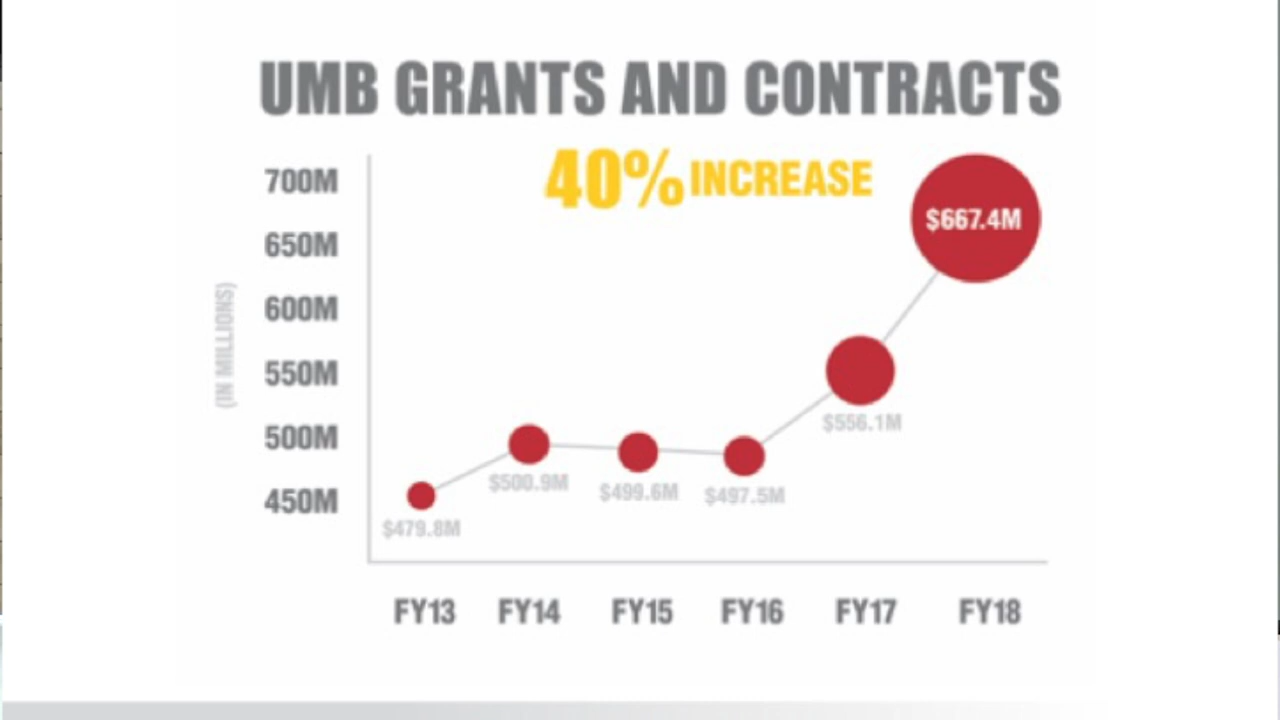 UMB GRANTS AND CONTRACTS
40% INCREASE
700M
650M
600M
550M
500M
450M
(IN MILLIONS)
$479.8M
$500.9M
$499.6M
$497.5M
$556.1M
$667.4M
FY13 FY14 FY15 FY16 FY17 FY18